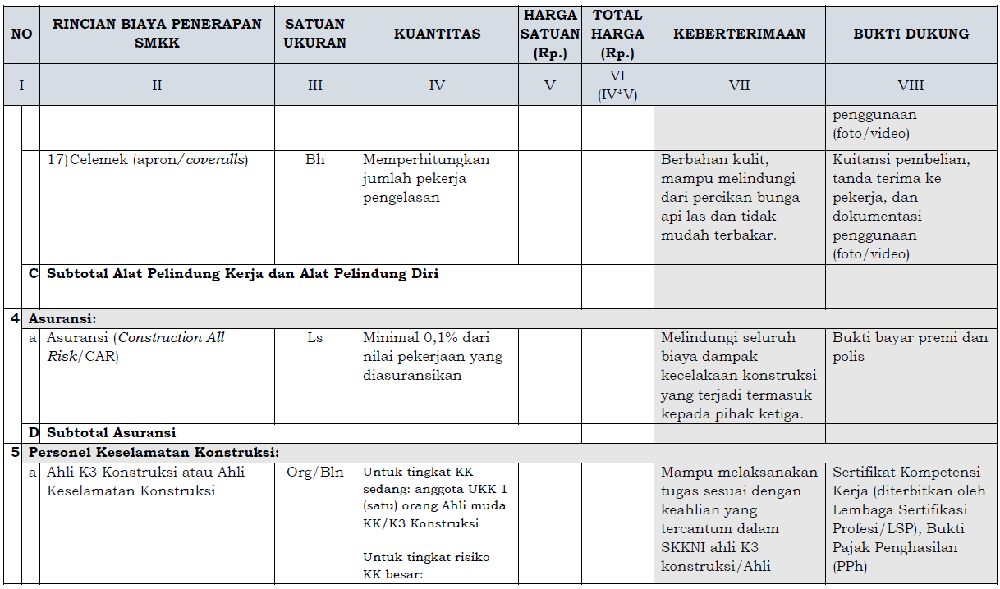 NO
RINCIAN BIAYA PENERAPAN
SMKK
SATUAN
UKURAN
KUANTITAS
HARGA
SATUAN
(Rp.)
TOTAL
HARGA
(Rp.)
KEBERTERIMAAN
BUKTI DUKUNG
I
II
III
IV
V
VI
(IV*V)
VII
VIII
penggunaan
(foto/video)
17)Celemek (apron/coveralls)
Bh
Memperhitungkan
jumlah pekerja
pengelasan
Berbahan kulit,
mampu melindungi
dari percikan bunga
api las dan tidak
mudah terbakar.
Kuitansi pembelian,
tanda terima ke
pekerja, dan
dokumentasi
penggunaan
(foto/video)
C Subtotal Alat Pelindung Kerja dan Alat Pelindung Diri
4 Asuransi:
a Asuransi (Construction All
Risk/CAR)
Ls
Minimal 0,1% dari
nilai pekerjaan yang
diasuransikan
Melindungi seluruh
biaya dampak
kecelakaan konstruksi
yang terjadi termasuk
kepada pihak ketiga.
Bukti bayar premi dan
polis
D Subtotal Asuransi
5 Personel Keselamatan Konstruksi:
a Ahli K3 Konstruksi atau Ahli
Keselamatan Konstruksi
Org/Bln
Untuk tingkat KK
sedang: anggota UKK 1
(satu) orang Ahli muda
KK/K3 Konstruksi
Untuk tingkat risiko
KK besar:
Mampu melaksanakan
tugas sesuai dengan
keahlian yang
tercantum dalam
SKKNI ahli K3
konstruksi/Ahli
Sertifikat Kompetensi
Kerja (diterbitkan oleh
Lembaga Sertifikasi
Profesi/LSP), Bukti
Pajak Penghasilan
(PPh)